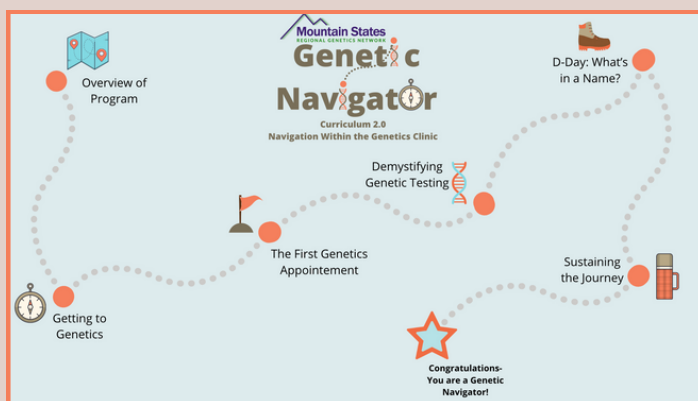 Mountain States
REGIONAL GENETICS NETWORK
Genetic
Navigator
Curriculum 2.0
Navigation Within the Genetics Clinic
Overview of
Program
Getting to
Genetics
The First Genetics
Appointement
Demystifying
Genetic Testing
D-Day: What's
in a Name?
Sustaining
the Journey
Congratulations-
You are a Genetic
Navigator!